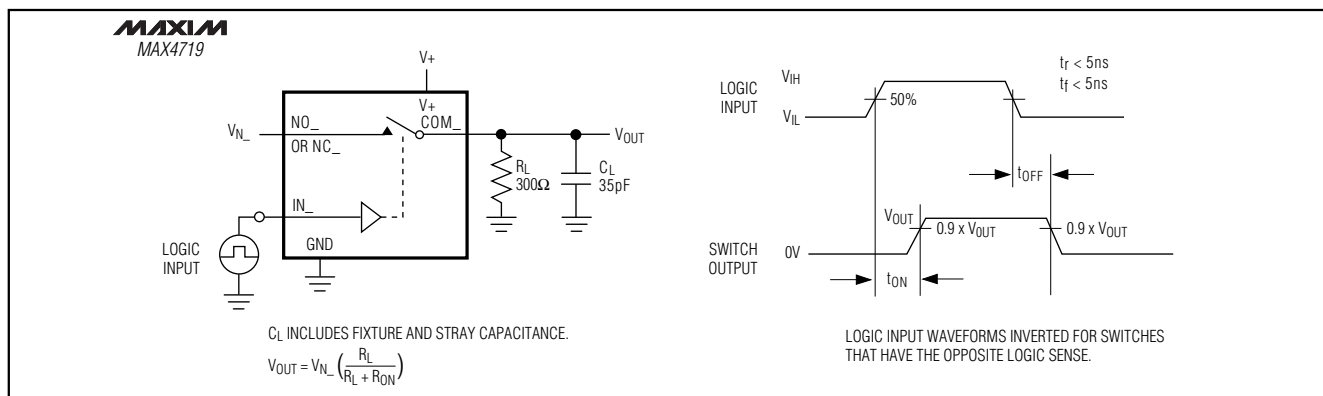 MAXIM
MAX4719
V+
V+
VN_
NO_
OR NC_
COM_
VOUT
RL
300Ω
CL
35pF
IN_
GND
LOGIC
INPUT
CL INCLUDES FIXTURE AND STRAY CAPACITANCE.
VOUT = VN_ (RL / RL + RON)
LOGIC
INPUT
VIH
VIL
50%
tr < 5ns
tf < 5ns
tOFF
SWITCH
OUTPUT
VOUT
0V
0.9 x VOUT
0.9 x VOUT
tON
LOGIC INPUT WAVEFORMS INVERTED FOR SWITCHES
THAT HAVE THE OPPOSITE LOGIC SENSE.